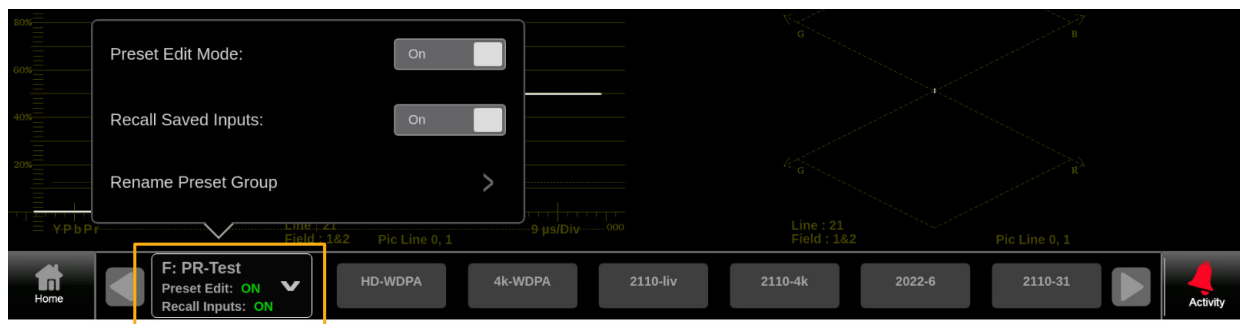 80%
60%
40%
20%
Preset Edit Mode:
On
Recall Saved Inputs:
On
Rename Preset Group
YPbPr
Line : 21
Field : 1&2
Pic Line 0, 1
9 µs/Div
000
G
B
G
R
Line : 21
Field : 1&2
Pic Line 0, 1
Home
F: PR-Test
Preset Edit: ON
Recall Inputs: ON
HD-WDPA
4k-WDPA
2110-liv
2110-4k
2022-6
2110-31
Activity